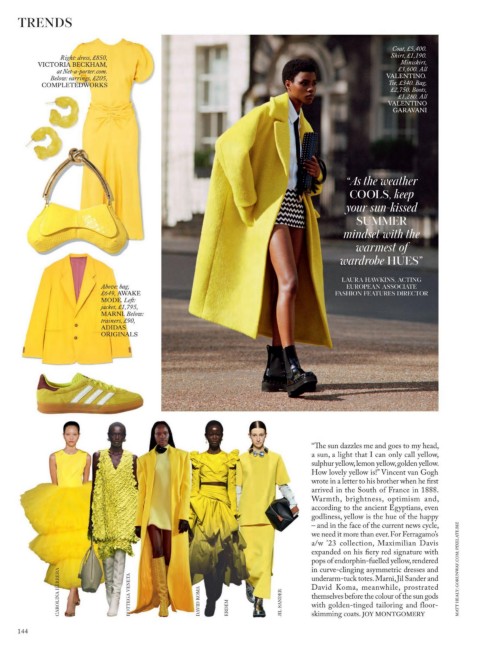 TRENDS
Right: dress, £850,
VICTORIA BECKHAM,
at Net-a-porter.com.
Below: earrings, £205,
COMPLETEDWORKS
Coat, £5,400.
Shirt, £1,190.
Miniskirt,
£3,600. All
VALENTINO.
Tie, £340. Bag,
£2,750. Boots,
£1,280. All
VALENTINO
GARAVANI
"As the weather
COOLS, keep
your sun-kissed
SUMMER
mindset with the
warmest of
wardrobe HUES"
LAURA HAWKINS, ACTING
EUROPEAN ASSOCIATE
FASHION FEATURES DIRECTOR
Above: bag,
£649, AWAKE
MODE. Left:
jacket, £1,795,
MARNI. Below:
trainers, £90,
ADIDAS
ORIGINALS
CAROLINA HERRERA
BOTTEGA VENETA
DAVID KOMA
ERDEM
JIL SANDER
"The sun dazzles me and goes to my head,
a sun, a light that I can only call yellow,
sulphur yellow, lemon yellow, golden yellow.
How lovely yellow is!" Vincent van Gogh
wrote in a letter to his brother when he first
arrived in the South of France in 1888.
Warmth, brightness, optimism and,
according to the ancient Egyptians, even
godliness, yellow is the hue of the happy
– and in the face of the current news cycle,
we need it more than ever. For Ferragamo's
a/w '23 collection, Maximilian Davis
expanded on his fiery red signature with
pops of endorphin-fuelled yellow, rendered
in curve-clinging asymmetric dresses and
underarm-tuck totes. Marni, Jil Sander and
David Koma, meanwhile, prostrated
themselves before the colour of the sun gods
with golden-tinged tailoring and floor-
skimming coats. JOY MONTGOMERY
144